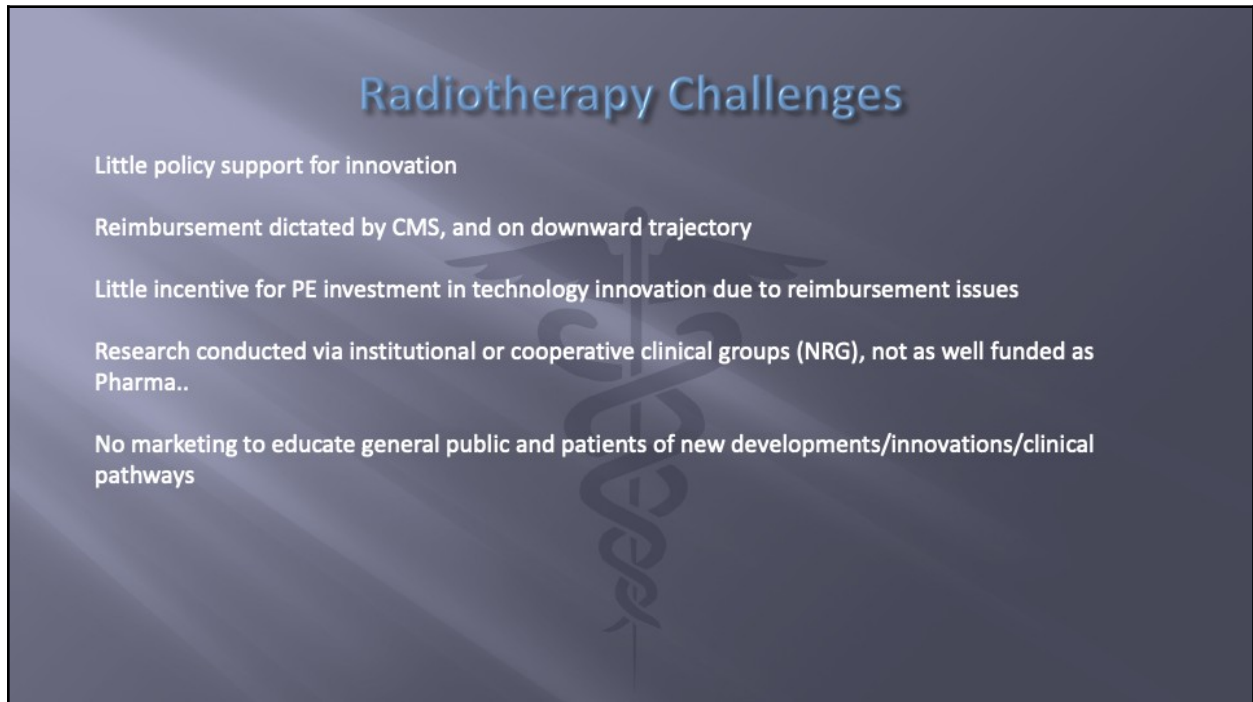 Radiotherapy Challenges
Little policy support for innovation
Reimbursement dictated by CMS, and on downward trajectory
Little incentive for PE investment in technology innovation due to reimbursement issues
Research conducted via institutional or cooperative clinical groups (NRG), not as well funded as
Pharma..
No marketing to educate general public and patients of new developments/innovations/clinical
pathways